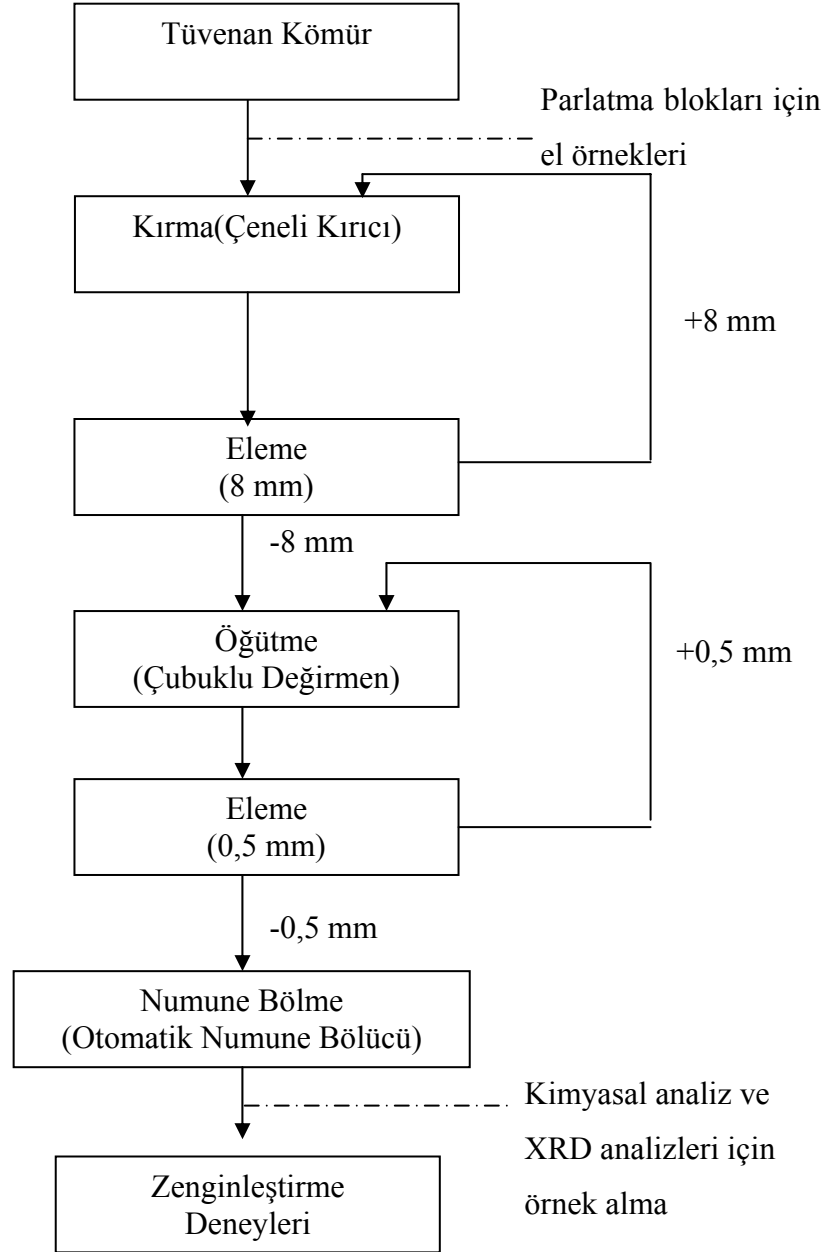 Tüvenan Kömür
Parlatma blokları için
el örnekleri
Kırma(Çeneli Kırıcı)
+8 mm
Eleme
(8 mm)
-8 mm
Öğütme
(Çubuklu Değirmen)
+0,5 mm
Eleme
(0,5 mm)
-0,5 mm
Numune Bölme
(Otomatik Numune Bölücü)
Kimyasal analiz ve
XRD analizleri için
örnek alma
Zenginleştirme
Deneyleri